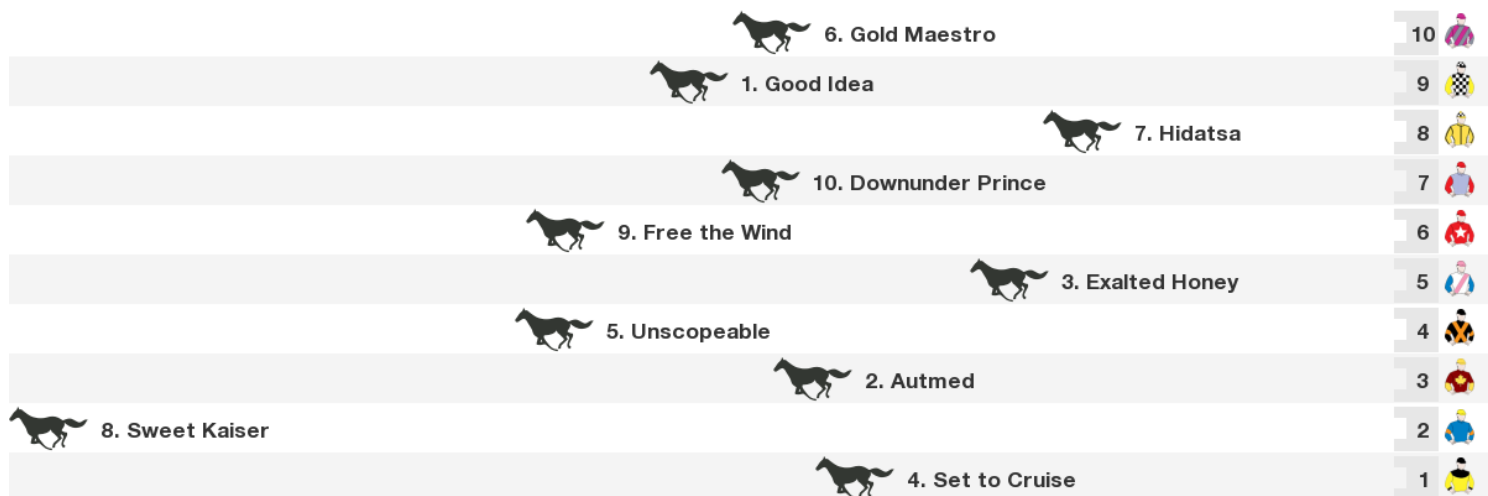 6. Gold Maestro 10
1. Good Idea 9
7. Hidatsa 8
10. Downunder Prince 7
9. Free the Wind 6
3. Exalted Honey 5
5. Unscopeable 4
2. Autmed 3
8. Sweet Kaiser 2
4. Set to Cruise 1